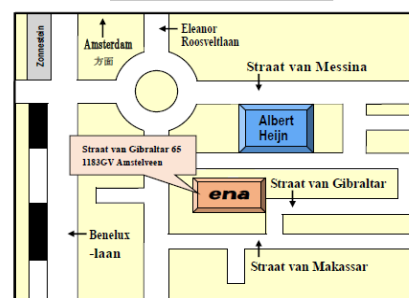 Zonnestein
Amsterdam
方面
Eleanor
Roosveltlaan
Straat van Messina
Albert
Heijn
Straat van Gibraltar 65
1183GV Amstelveen
ena
Straat van Gibraltar
Benelux
-laan
Straat van Makassar